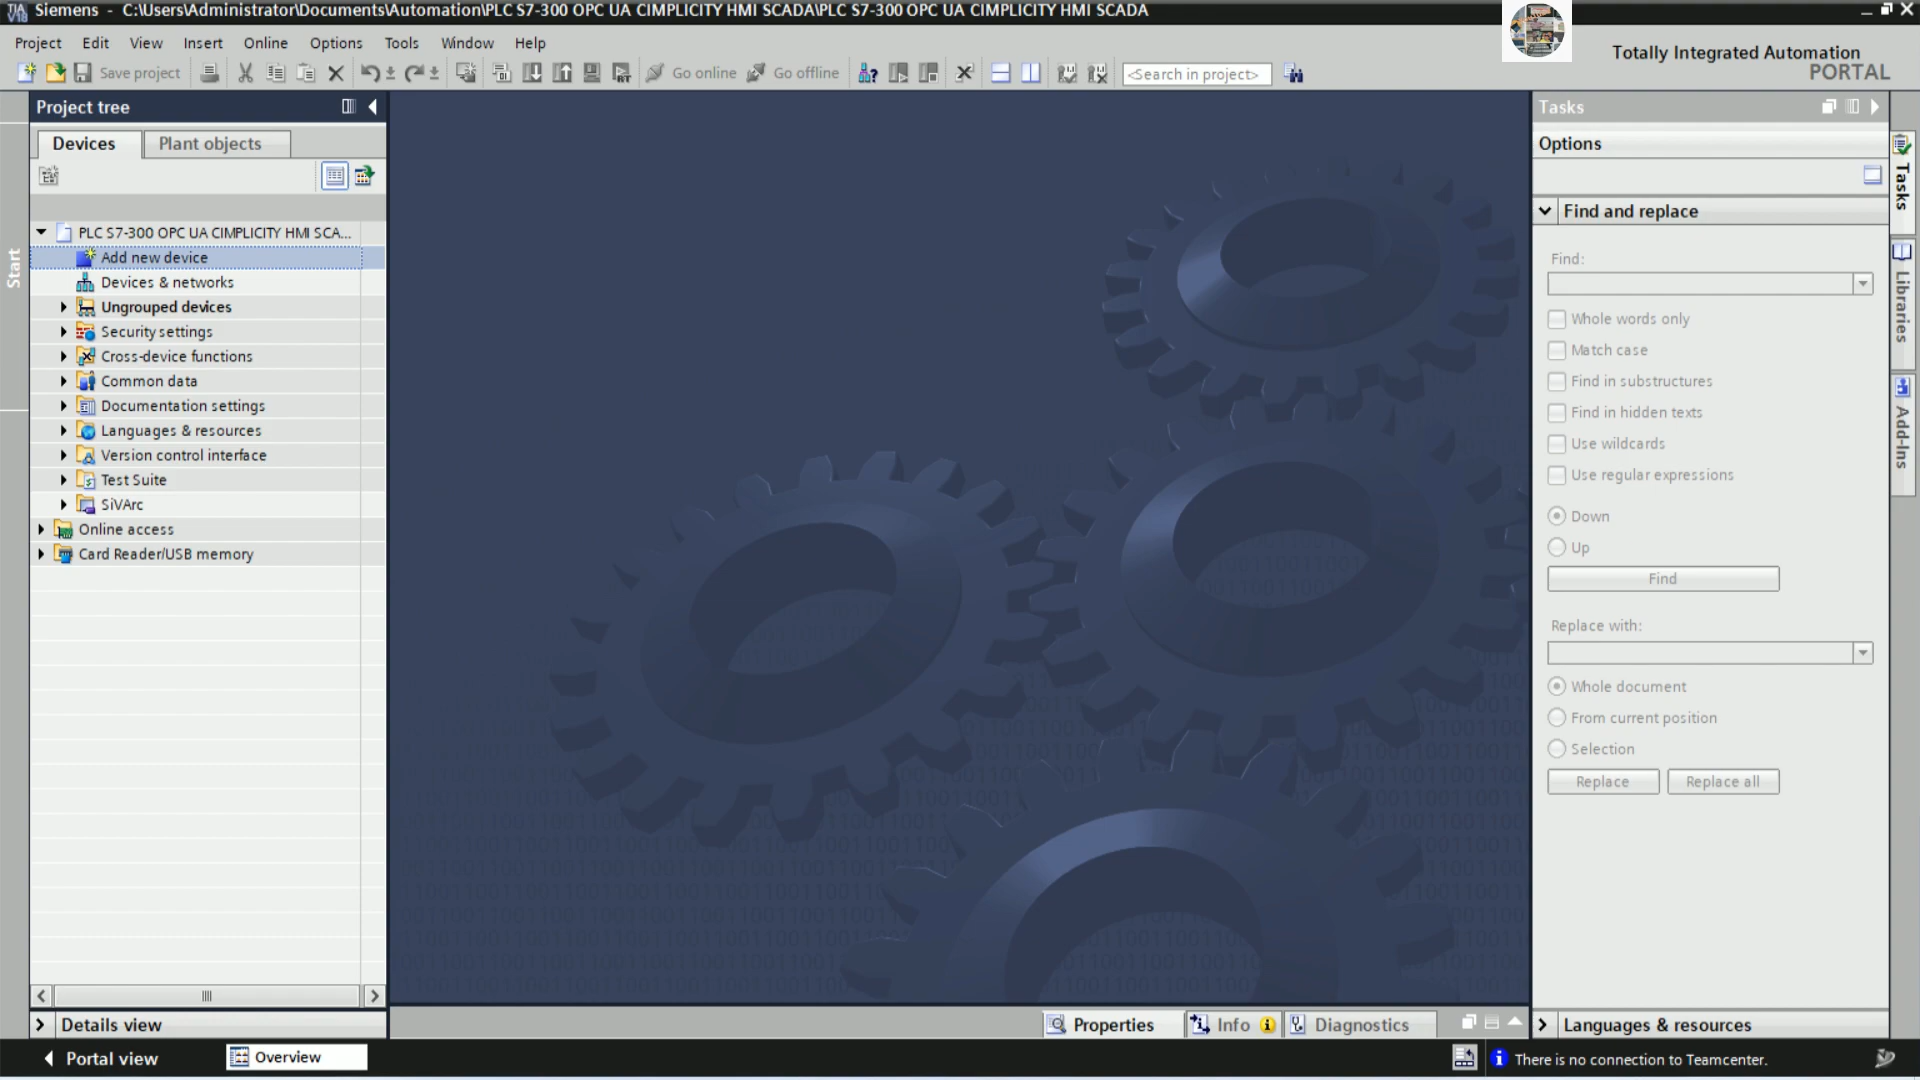 Siemens - C:\Users\Administrator\Documents\Automation\PLC S7-300 OPC UA CIMPLICITY HMI SCADA\PLC S7-300 OPC UA CIMPLICITY HMI SCADA
Project Edit View Insert Online Options Tools Window Help
Totally Integrated Automation
PORTAL
Save project
Go online
Go offline
<Search in project>
Project tree
Devices
Plant objects
Start
PLC S7-300 OPC UA CIMPLICITY HMI SCA...
Add new device
Devices & networks
Ungrouped devices
Security settings
Cross-device functions
Common data
Documentation settings
Languages & resources
Version control interface
Test Suite
SiVArc
Online access
Card Reader/USB memory
Details view
Tasks
Options
Find and replace
Find:
Whole words only
Match case
Find in substructures
Find in hidden texts
Use wildcards
Use regular expressions
Down
Up
Find
Replace with:
Whole document
From current position
Selection
Replace
Replace all
Languages & resources
Tasks
Libraries
Add-Ins
Properties
Info
Diagnostics
Portal view
Overview
There is no connection to Teamcenter.